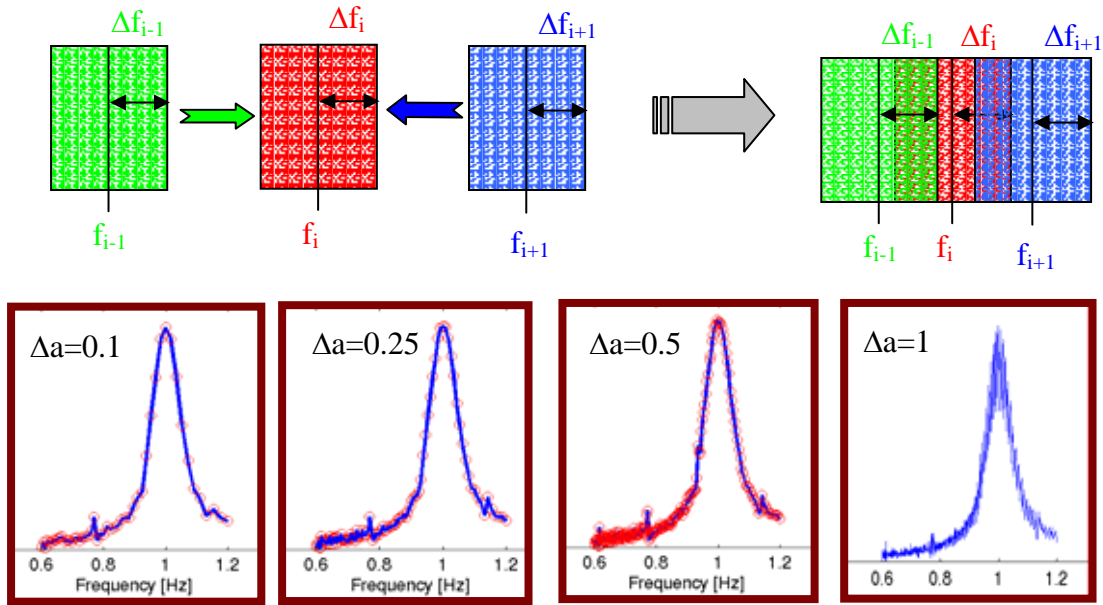 Δfᵢ₋₁ Δfᵢ Δfᵢ₊₁ Δfᵢ₋₁ Δfᵢ Δfᵢ₊₁
fᵢ₋₁ fᵢ fᵢ₊₁ fᵢ₋₁ fᵢ fᵢ₊₁
Δa=0.1
0.6 0.8 1 1.2
Frequency [Hz]
Δa=0.25
0.6 0.8 1 1.2
Frequency [Hz]
Δa=0.5
0.6 0.8 1 1.2
Frequency [Hz]
Δa=1
0.6 0.8 1 1.2
Frequency [Hz]